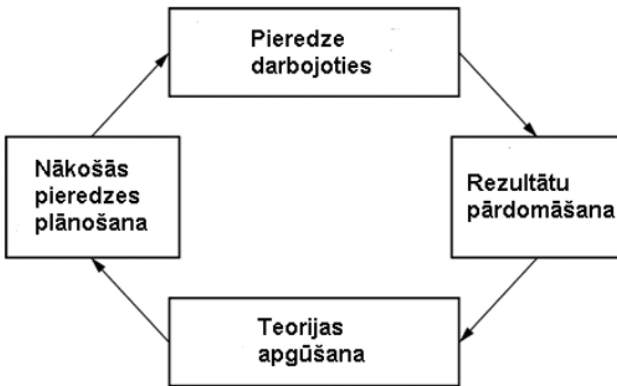 Pieredze
darbojoties
Nākošās
pieredzes
plānošana
Rezultātu
pārdomāšana
Teorijas
apgūšana